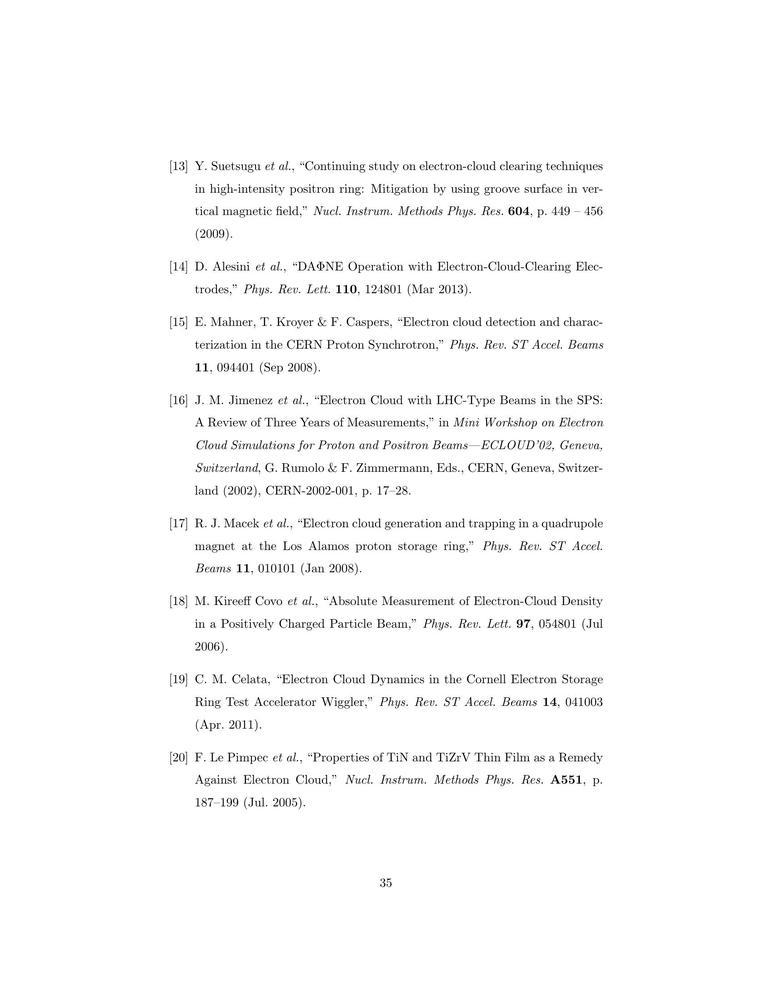 [13] Y. Suetsugu et al., “Continuing study on electron-cloud clearing techniques
in high-intensity positron ring: Mitigation by using groove surface in ver-
tical magnetic field,” Nucl. Instrum. Methods Phys. Res. 604, p. 449 – 456
(2009).
[14] D. Alesini et al., “DAΦNE Operation with Electron-Cloud-Clearing Elec-
trodes,” Phys. Rev. Lett. 110, 124801 (Mar 2013).
[15] E. Mahner, T. Kroyer & F. Caspers, “Electron cloud detection and charac-
terization in the CERN Proton Synchrotron,” Phys. Rev. ST Accel. Beams
11, 094401 (Sep 2008).
[16] J. M. Jimenez et al., “Electron Cloud with LHC-Type Beams in the SPS:
A Review of Three Years of Measurements,” in Mini Workshop on Electron
Cloud Simulations for Proton and Positron Beams—ECLOUD’02, Geneva,
Switzerland, G. Rumolo & F. Zimmermann, Eds., CERN, Geneva, Switzer-
land (2002), CERN-2002-001, p. 17–28.
[17] R. J. Macek et al., “Electron cloud generation and trapping in a quadrupole
magnet at the Los Alamos proton storage ring,” Phys. Rev. ST Accel.
Beams 11, 010101 (Jan 2008).
[18] M. Kireeff Covo et al., “Absolute Measurement of Electron-Cloud Density
in a Positively Charged Particle Beam,” Phys. Rev. Lett. 97, 054801 (Jul
2006).
[19] C. M. Celata, “Electron Cloud Dynamics in the Cornell Electron Storage
Ring Test Accelerator Wiggler,” Phys. Rev. ST Accel. Beams 14, 041003
(Apr. 2011).
[20] F. Le Pimpec et al., “Properties of TiN and TiZrV Thin Film as a Remedy
Against Electron Cloud,” Nucl. Instrum. Methods Phys. Res. A551, p.
187–199 (Jul. 2005).
35